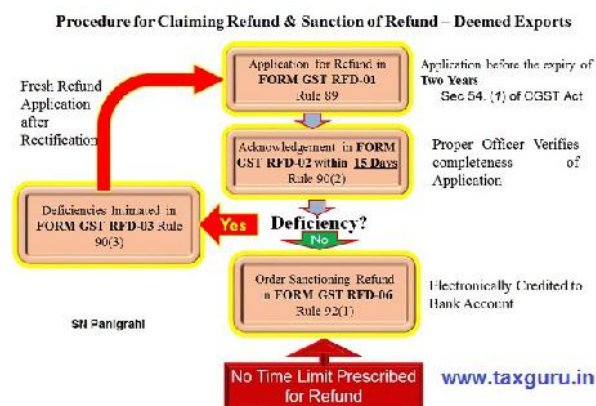 Procedure for Claiming Refund & Sanction of Refund – Deemed Exports
Application for Refund in
FORM GST RFD-01
Rule 89
Application before the expiry of
Two Years
Sec 54. (1) of CGST Act
Fresh Refund
Application
after
Rectification
Acknowledgement in FORM
GST RFD-02 within 15 Days
Rule 90(2)
Proper Officer Verifies
completeness of
Application
Deficiencies Intimated in
FORM GST RFD-03 Rule
90(3)
Yes
Deficiency?
No
Order Sanctioning Refund
in FORM GST RFD-06
Rule 92(1)
Electronically Credited to
Bank Account
SN Panigrahi
No Time Limit Prescribed
for Refund
www.taxguru.in